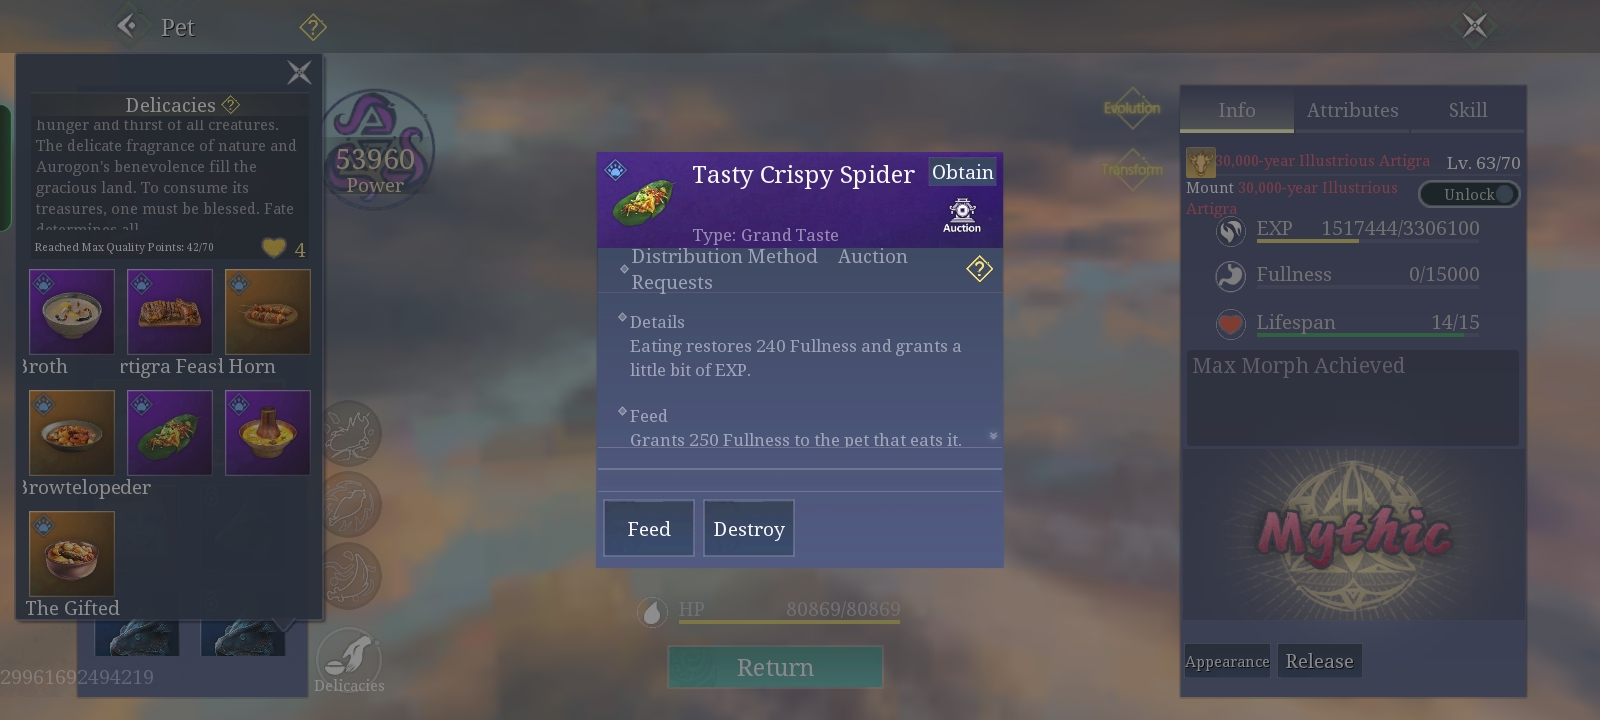 Pet
Delicacies
hunger and thirst of all creatures.
The delicate fragrance of nature and
Aurogon's benevolence fill the
gracious land. To consume its
treasures, one must be blessed. Fate
determines all
Reached Max Quality Points: 42/70
4
Broth
rtigra Feast
Horn
Browtelopeder
The Gifted
29961692494219
53960
Power
Delicacies
Tasty Crispy Spider
Obtain
Auction
Type: Grand Taste
Distribution Method Auction
Requests
Details
Eating restores 240 Fullness and grants a
little bit of EXP.
Feed
Grants 250 Fullness to the pet that eats it.
Feed
Destroy
HP 80869/80869
Return
Evolution
Transform
Info
Attributes
Skill
30,000-year Illustrious Artigra
Lv. 63/70
Mount 30,000-year Illustrious
Artigra
Unlock
EXP 1517444/3306100
Fullness 0/15000
Lifespan 14/15
Max Morph Achieved
Mythic
Appearance
Release